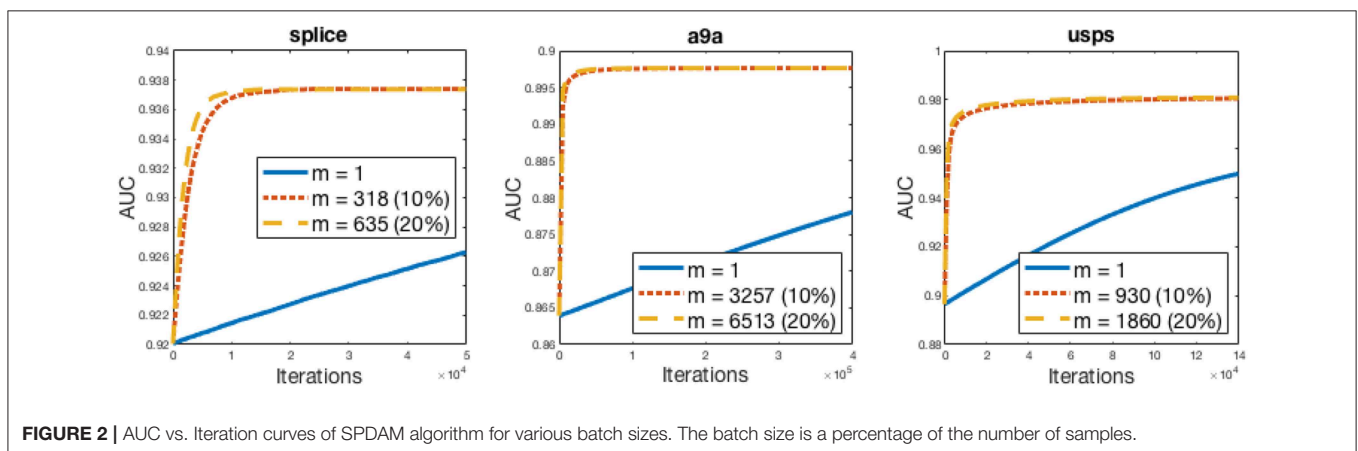 splice
0.94
0.938
0.936
0.934
0.932
0.93
0.928
0.926
0.924
0.922
0.92
AUC
m = 1
m = 318 (10%)
m = 635 (20%)
0 1 2 3 4 5
×10⁴
Iterations
a9a
0.9
0.895
0.89
0.885
0.88
0.875
0.87
0.865
0.86
AUC
m = 1
m = 3257 (10%)
m = 6513 (20%)
0 1 2 3 4
×10⁵
Iterations
usps
1
0.98
0.96
0.94
0.92
0.9
0.88
AUC
m = 1
m = 930 (10%)
m = 1860 (20%)
0 2 4 6 8 10 12 14
×10⁴
Iterations
FIGURE 2 | AUC vs. Iteration curves of SPDAM algorithm for various batch sizes. The batch size is a percentage of the number of samples.